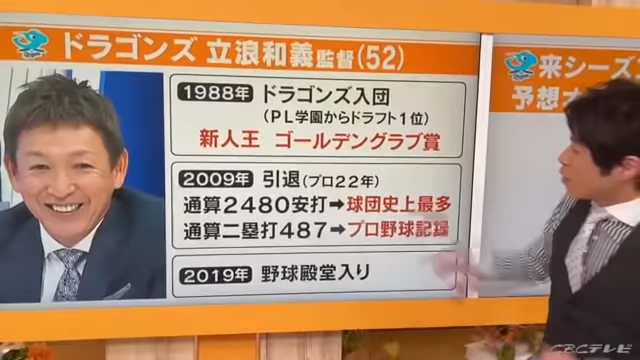 ドラゴンズ 立浪和義監督(52)
1988年 ドラゴンズ入団
(PL学園からドラフト1位)
新人王 ゴールデングラブ賞
2009年 引退(プロ22年)
通算2480安打➡球団史上最多
通算二塁打487➡プロ野球記録
2019年 野球殿堂入り
来シーズ
予想
CBCテレビ